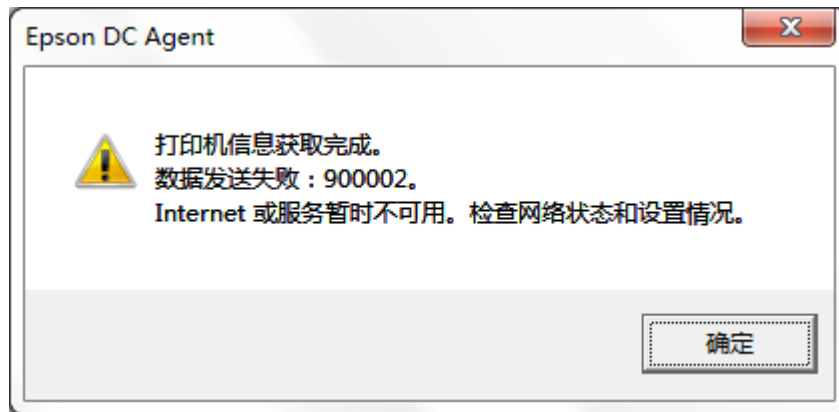 Epson DC Agent
打印机信息获取完成。
数据发送失败：900002。
Internet 或服务暂时不可用。检查网络状态和设置情况。
确定